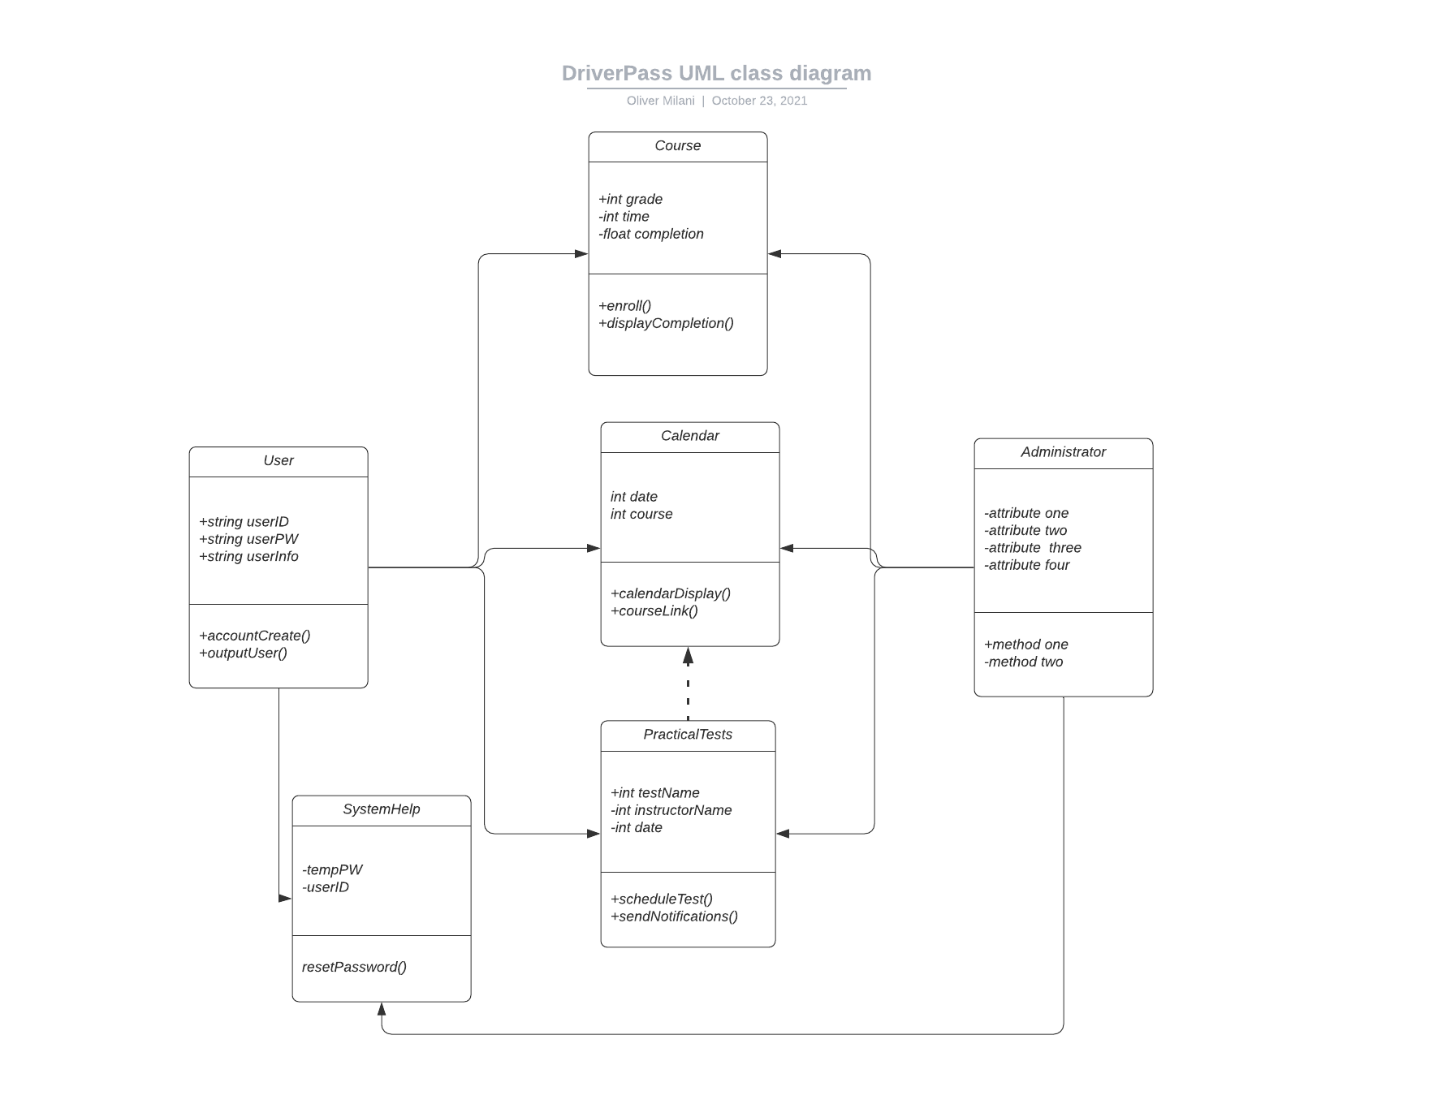 DriverPass UML class diagram
Oliver Milani | October 23, 2021
Course
+int grade
-int time
-float completion
+enroll()
+displayCompletion()
User
+string userID
+string userPW
+string userInfo
+accountCreate()
+outputUser()
Calendar
int date
int course
+calendarDisplay()
+courseLink()
Administrator
-attribute one
-attribute two
-attribute  three
-attribute four
+method one
-method two
PracticalTests
+int testName
-int instructorName
-int date
+scheduleTest()
+sendNotifications()
SystemHelp
-tempPW
-userID
resetPassword()